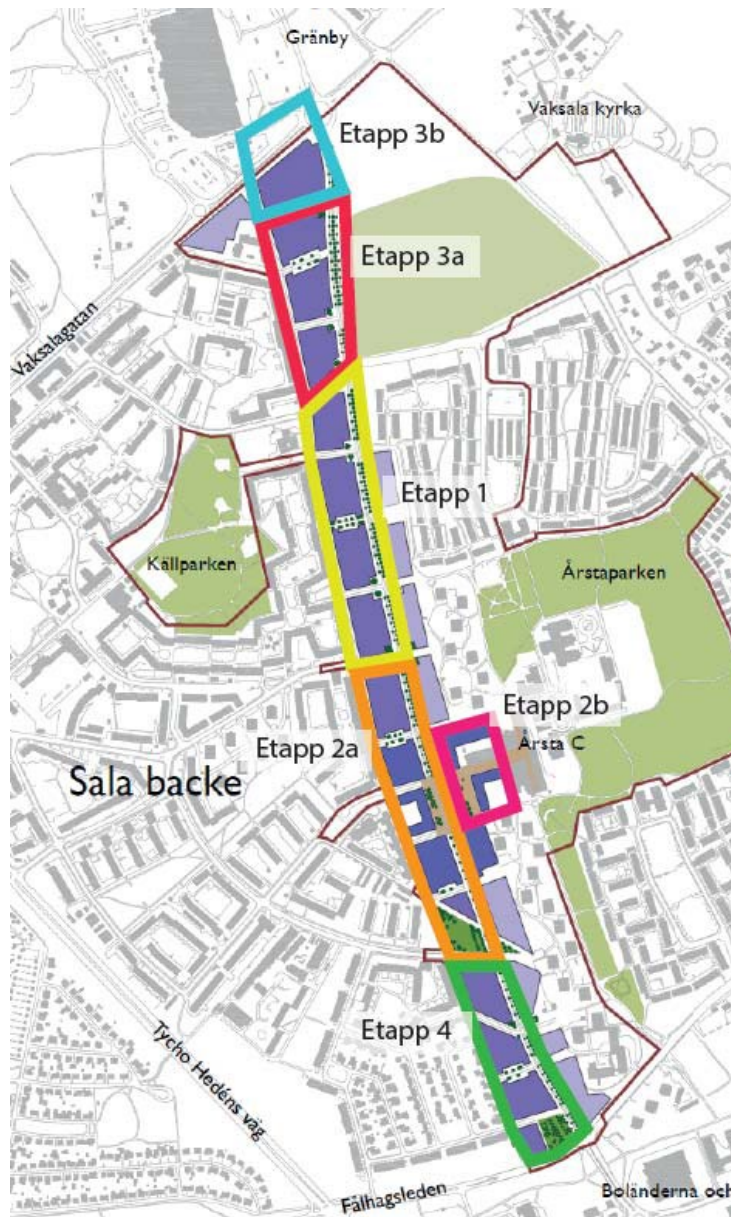 Gränby
Vaksala kyrka
Etapp 3b
Etapp 3a
Vaksalagatan
Etapp 1
Källparken
Årstaparken
Etapp 2b
Etapp 2a
Årsta C
Sala backe
Etapp 4
Tycho Hedéns väg
Fålhagsleden
Boländerna och